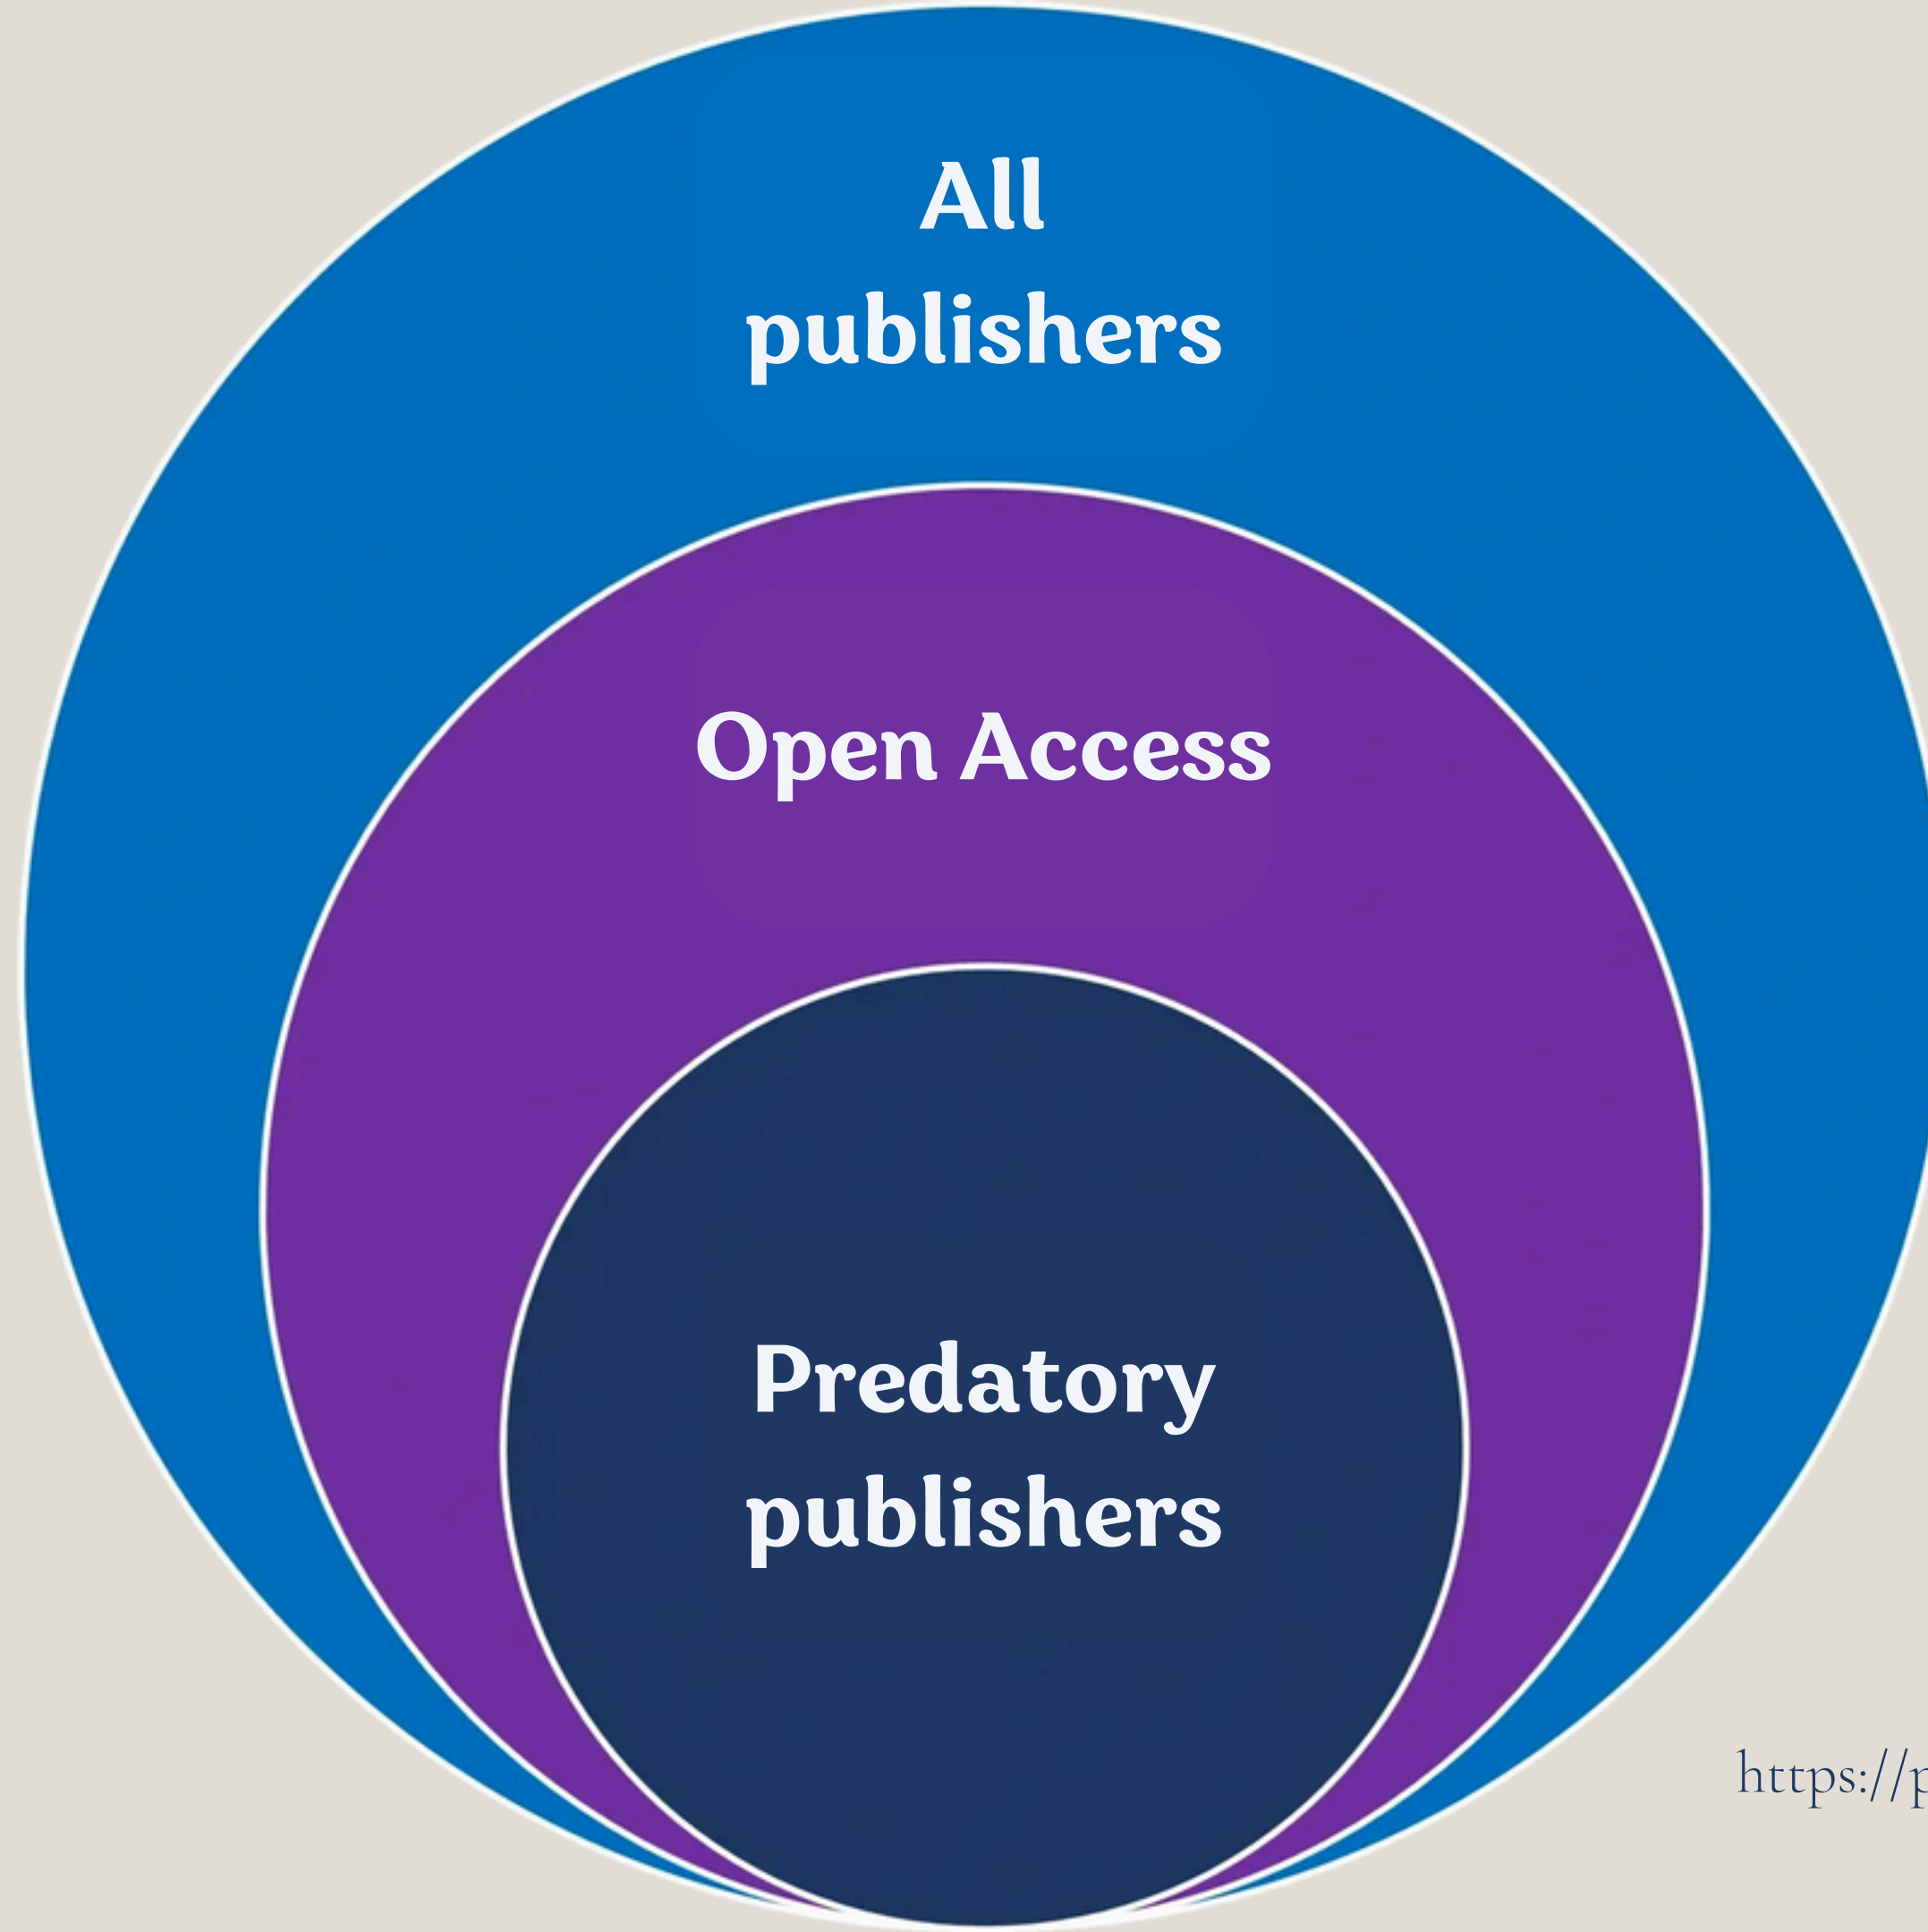 All
publishers
Open Access
Predatory
publishers
https://p